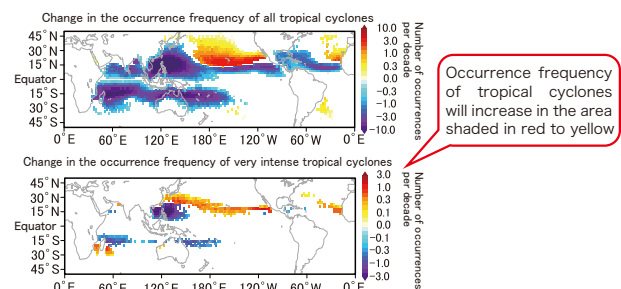 Change in the occurrence frequency of all tropical cyclones
45°N
30°N
15°N
Equator
15°S
30°S
45°S
0°E 60°E 120°E 180°E 120°W 60°W 0°E
10.0
3.0
1.0
0.3
0.1
0.0
-0.1
-0.3
-1.0
-3.0
-10.0
Number of occurrences
per decade
Change in the occurrence frequency of very intense tropical cyclones
45°N
30°N
15°N
Equator
15°S
30°S
45°S
0°E 60°E 120°E 180°E 120°W 60°W 0°E
3.0
1.0
0.3
0.1
0.0
-0.1
-0.3
-1.0
-3.0
Number of occurrences
per decade
Occurrence frequency
of tropical cyclones
will increase in the area
shaded in red to yellow